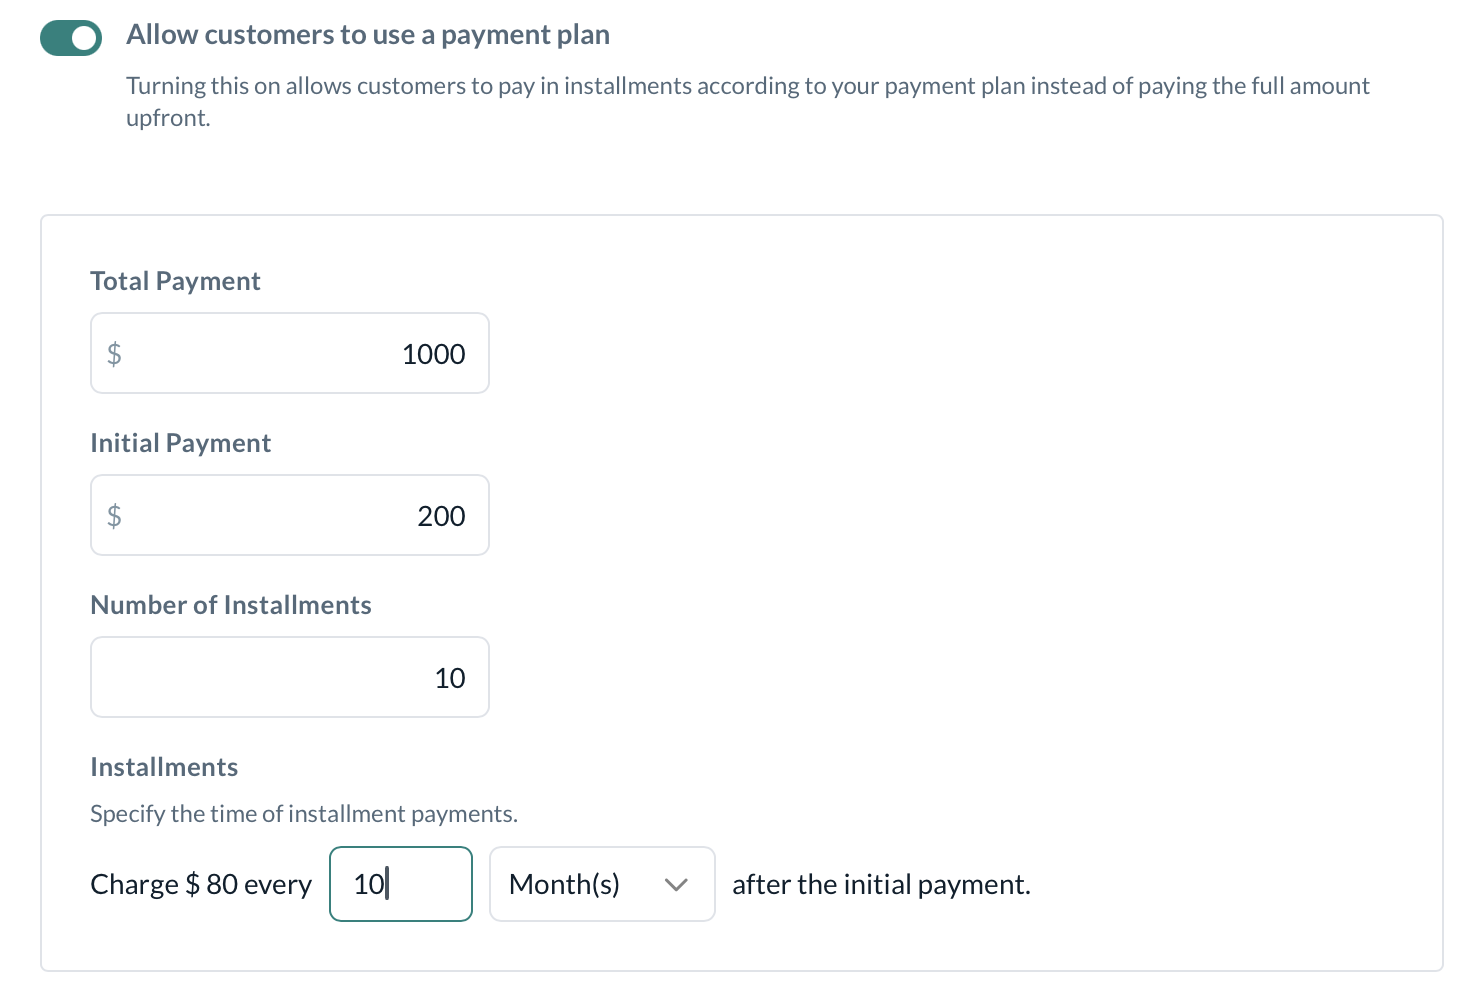 Allow customers to use a payment plan
Turning this on allows customers to pay in installments according to your payment plan instead of paying the full amount
upfront.
Total Payment
$ 1000
Initial Payment
$ 200
Number of Installments
10
Installments
Specify the time of installment payments.
Charge $ 80 every 10 Month(s) after the initial payment.